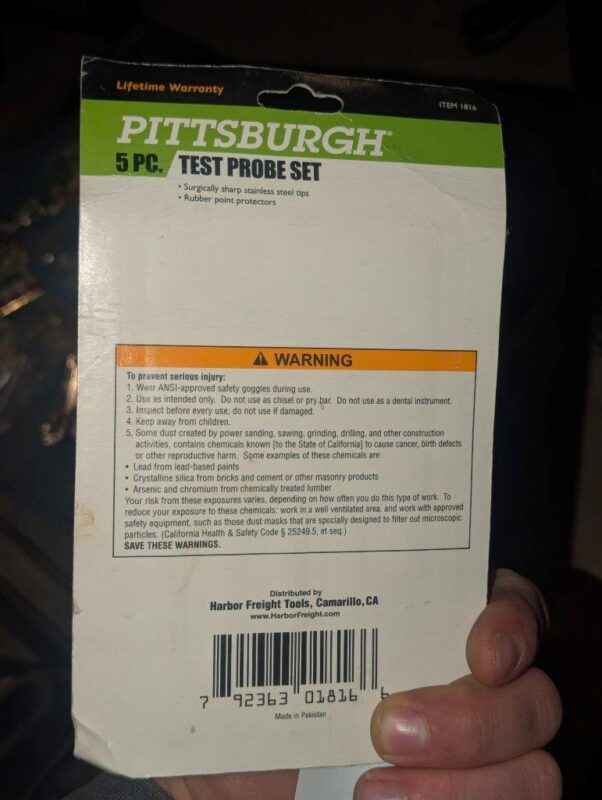 Lifetime Warranty
ITEM 1816
PITTSBURGH®
5 PC. TEST PROBE SET
• Surgically sharp stainless steel tips
• Rubber point protectors
⚠ WARNING
To prevent serious injury:
1. Wear ANSI-approved safety goggles during use.
2. Use as intended only. Do not use as chisel or pry bar. Do not use as a dental instrument.
3. Inspect before every use; do not use if damaged.
4. Keep away from children.
5. Some dust created by power sanding, sawing, grinding, drilling, and other construction
activities, contains chemicals known [to the State of California] to cause cancer, birth defects
or other reproductive harm. Some examples of these chemicals are:
• Lead from lead-based paints
• Crystalline silica from bricks and cement or other masonry products
• Arsenic and chromium from chemically treated lumber
Your risk from these exposures varies, depending on how often you do this type of work. To
reduce your exposure to these chemicals: work in a well ventilated area, and work with approved
safety equipment, such as those dust masks that are specially designed to filter out microscopic
particles. (California Health & Safety Code § 25249.5, et seq.)
SAVE THESE WARNINGS.
Distributed by
Harbor Freight Tools, Camarillo, CA
www.HarborFreight.com
7 92363 01816 6
Made in Pakistan